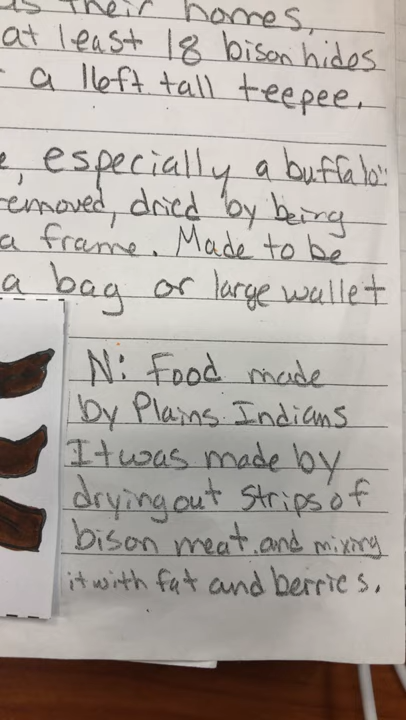 as their homes,
at least 18 bison hides
a 16ft tall teepee.
e, especially a buffalo:
removed, dried by being
a frame. Made to be
a bag or large wallet
N: Food made
by Plains Indians
It was made by
drying out strips of
bison meat and mixing
it with fat and berries.